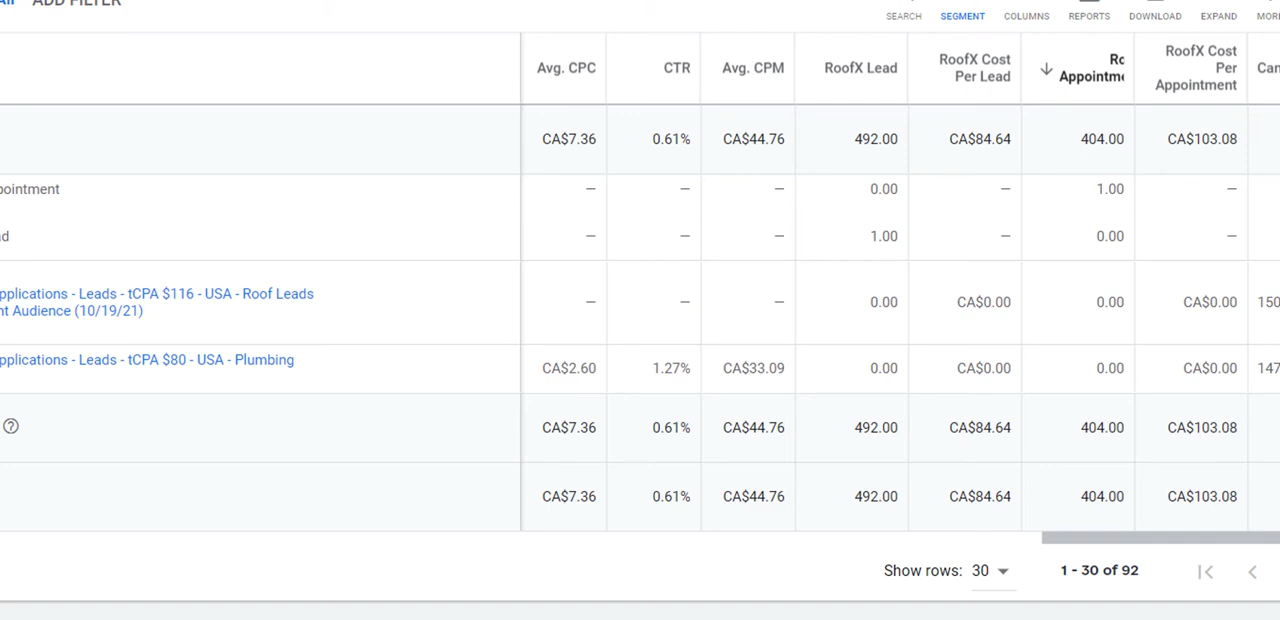 ADD FILTER
SEARCH SEGMENT COLUMNS REPORTS DOWNLOAD EXPAND
Avg. CPC CTR Avg. CPM RoofX Lead RoofX Cost Per Lead Appointme RoofX Cost Per Appointment
CA$7.36 0.61% CA$44.76 492.00 CA$84.64 404.00 CA$103.08
pointment — — — 0.00 — 1.00 —
ad — — — 1.00 — 0.00 —
pplications - Leads - tCPA $116 - USA - Roof Leads
nt Audience (10/19/21) — — — 0.00 CA$0.00 0.00 CA$0.00 150
pplications - Leads - tCPA $80 - USA - Plumbing
CA$2.60 1.27% CA$33.09 0.00 CA$0.00 0.00 CA$0.00 147
CA$7.36 0.61% CA$44.76 492.00 CA$84.64 404.00 CA$103.08
CA$7.36 0.61% CA$44.76 492.00 CA$84.64 404.00 CA$103.08
Show rows: 30 1 - 30 of 92